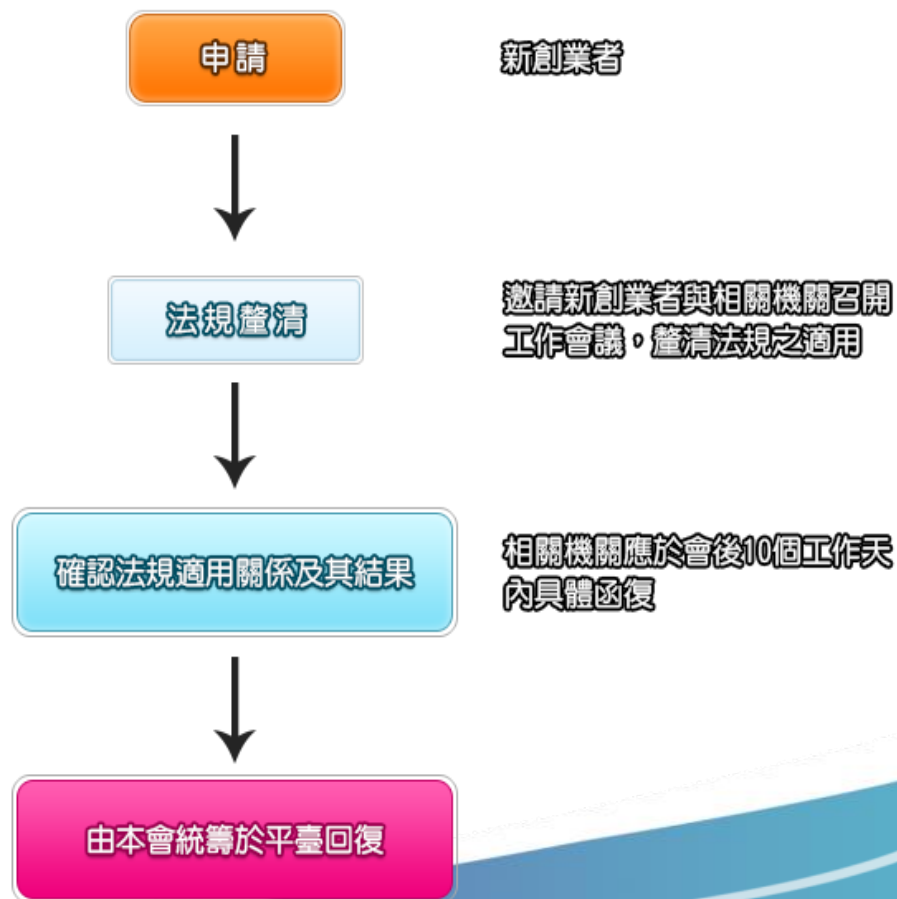 申請
新創業者
法規釐清
邀請新創業者與相關機關召開
工作會議，釐清法規之適用
確認法規適用關係及其結果
相關機關應於會後10個工作天
內具體函復
由本會統籌於平臺回復